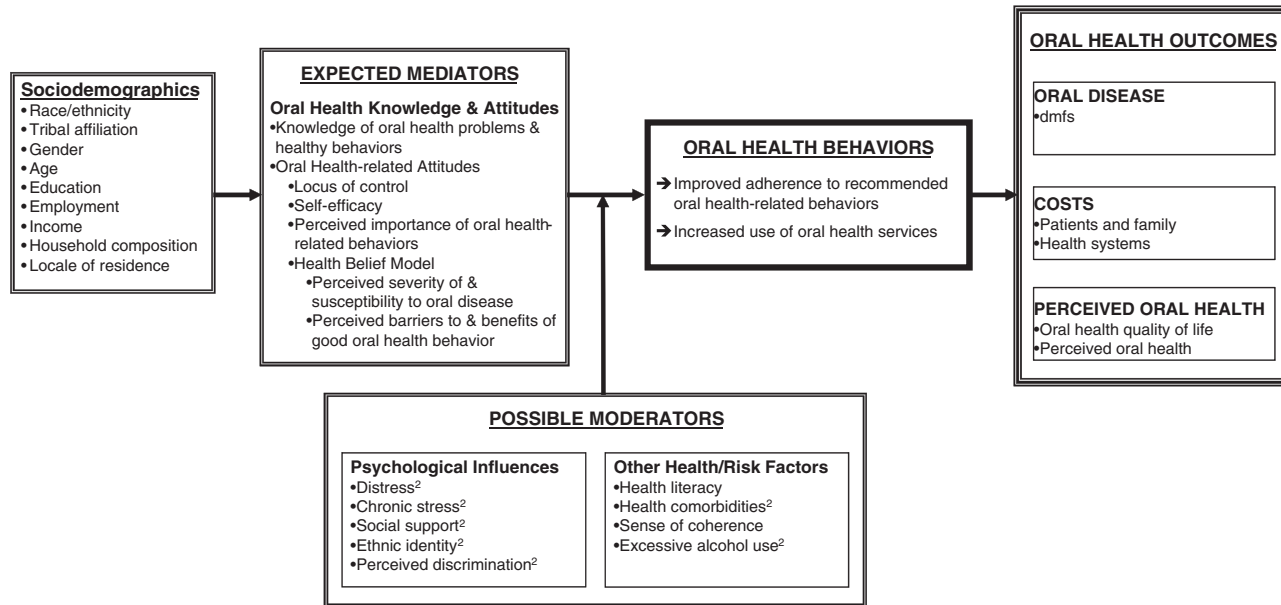 Sociodemographics
•Race/ethnicity
•Tribal affiliation
•Gender
•Age
•Education
•Employment
•Income
•Household composition
•Locale of residence
EXPECTED MEDIATORS
Oral Health Knowledge & Attitudes
•Knowledge of oral health problems &
healthy behaviors
•Oral Health-related Attitudes
•Locus of control
•Self-efficacy
•Perceived importance of oral health-
related behaviors
•Health Belief Model
•Perceived severity of &
susceptibility to oral disease
•Perceived barriers to & benefits of
good oral health behavior
ORAL HEALTH BEHAVIORS
➔ Improved adherence to recommended
oral health-related behaviors
➔ Increased use of oral health services
ORAL HEALTH OUTCOMES
ORAL DISEASE
•dmfs
COSTS
•Patients and family
•Health systems
PERCEIVED ORAL HEALTH
•Oral health quality of life
•Perceived oral health
POSSIBLE MODERATORS
Psychological Influences
•Distress²
•Chronic stress²
•Social support²
•Ethnic identity²
•Perceived discrimination²
Other Health/Risk Factors
•Health literacy
•Health comorbidities²
•Sense of coherence
•Excessive alcohol use²